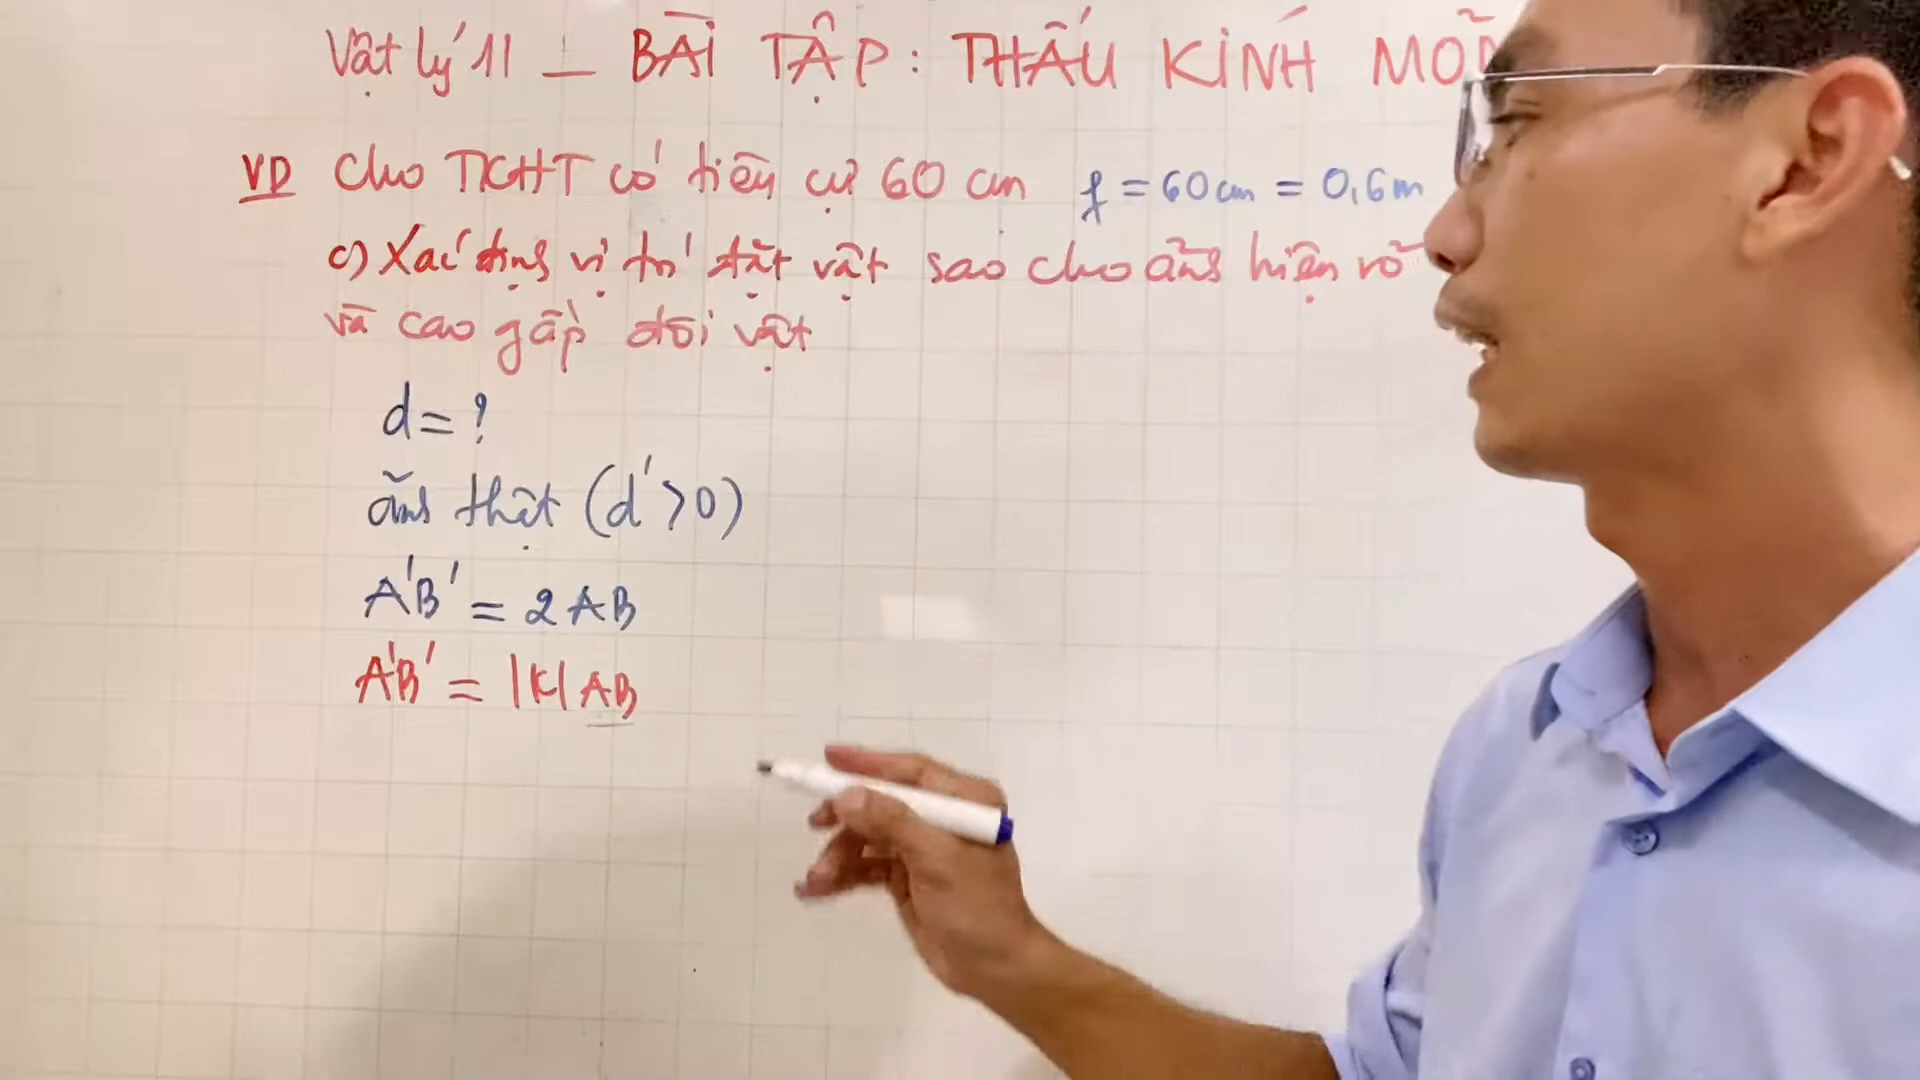 Vật lý 11 – BÀI TẬP: THẤU KÍNH MỎ
VD Cho TKHT có tiêu cự 60 cm f = 60cm = 0,6m
c) Xác định vị trí đặt vật sao cho ảnh hiện rõ
và cao gấp đôi vật
d = ?
ảnh thật (d' > 0)
A'B' = 2 AB
A'B' = |K| AB